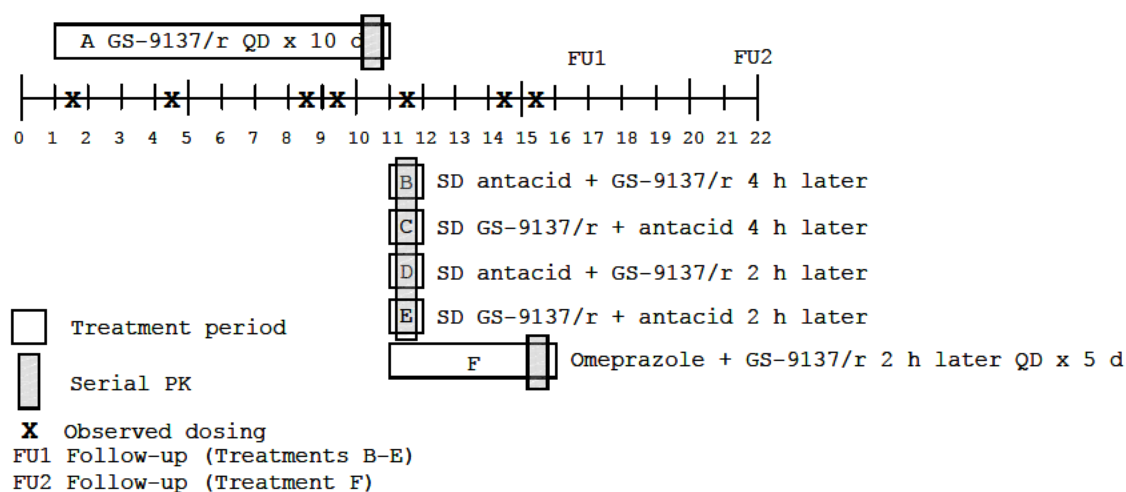 A GS-9137/r QD x 10 d
FU1 FU2
x x x x x x x
0 1 2 3 4 5 6 7 8 9 10 11 12 13 14 15 16 17 18 19 20 21 22
B SD antacid + GS-9137/r 4 h later
C SD GS-9137/r + antacid 4 h later
D SD antacid + GS-9137/r 2 h later
E SD GS-9137/r + antacid 2 h later
F Omeprazole + GS-9137/r 2 h later QD x 5 d
Treatment period
Serial PK
x Observed dosing
FU1 Follow-up (Treatments B-E)
FU2 Follow-up (Treatment F)